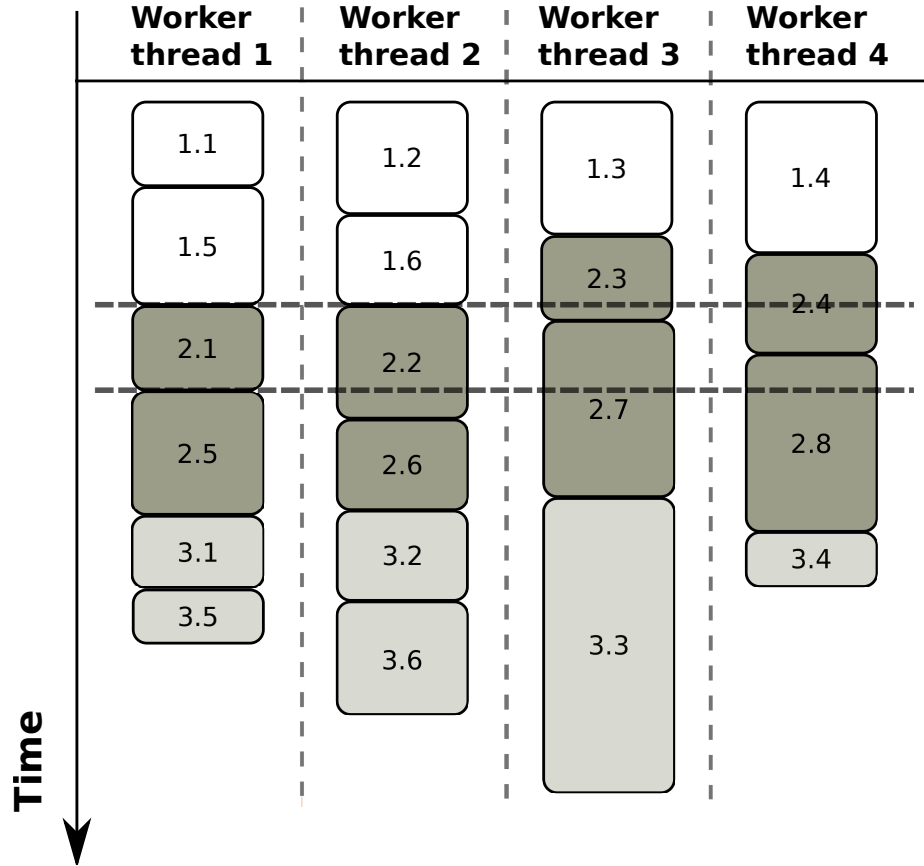 Worker
thread 1
Worker
thread 2
Worker
thread 3
Worker
thread 4
1.1
1.2
1.3
1.4
1.5
1.6
2.3
2.4
2.1
2.2
2.7
2.8
2.5
2.6
3.1
3.2
3.4
3.5
3.3
3.6
Time